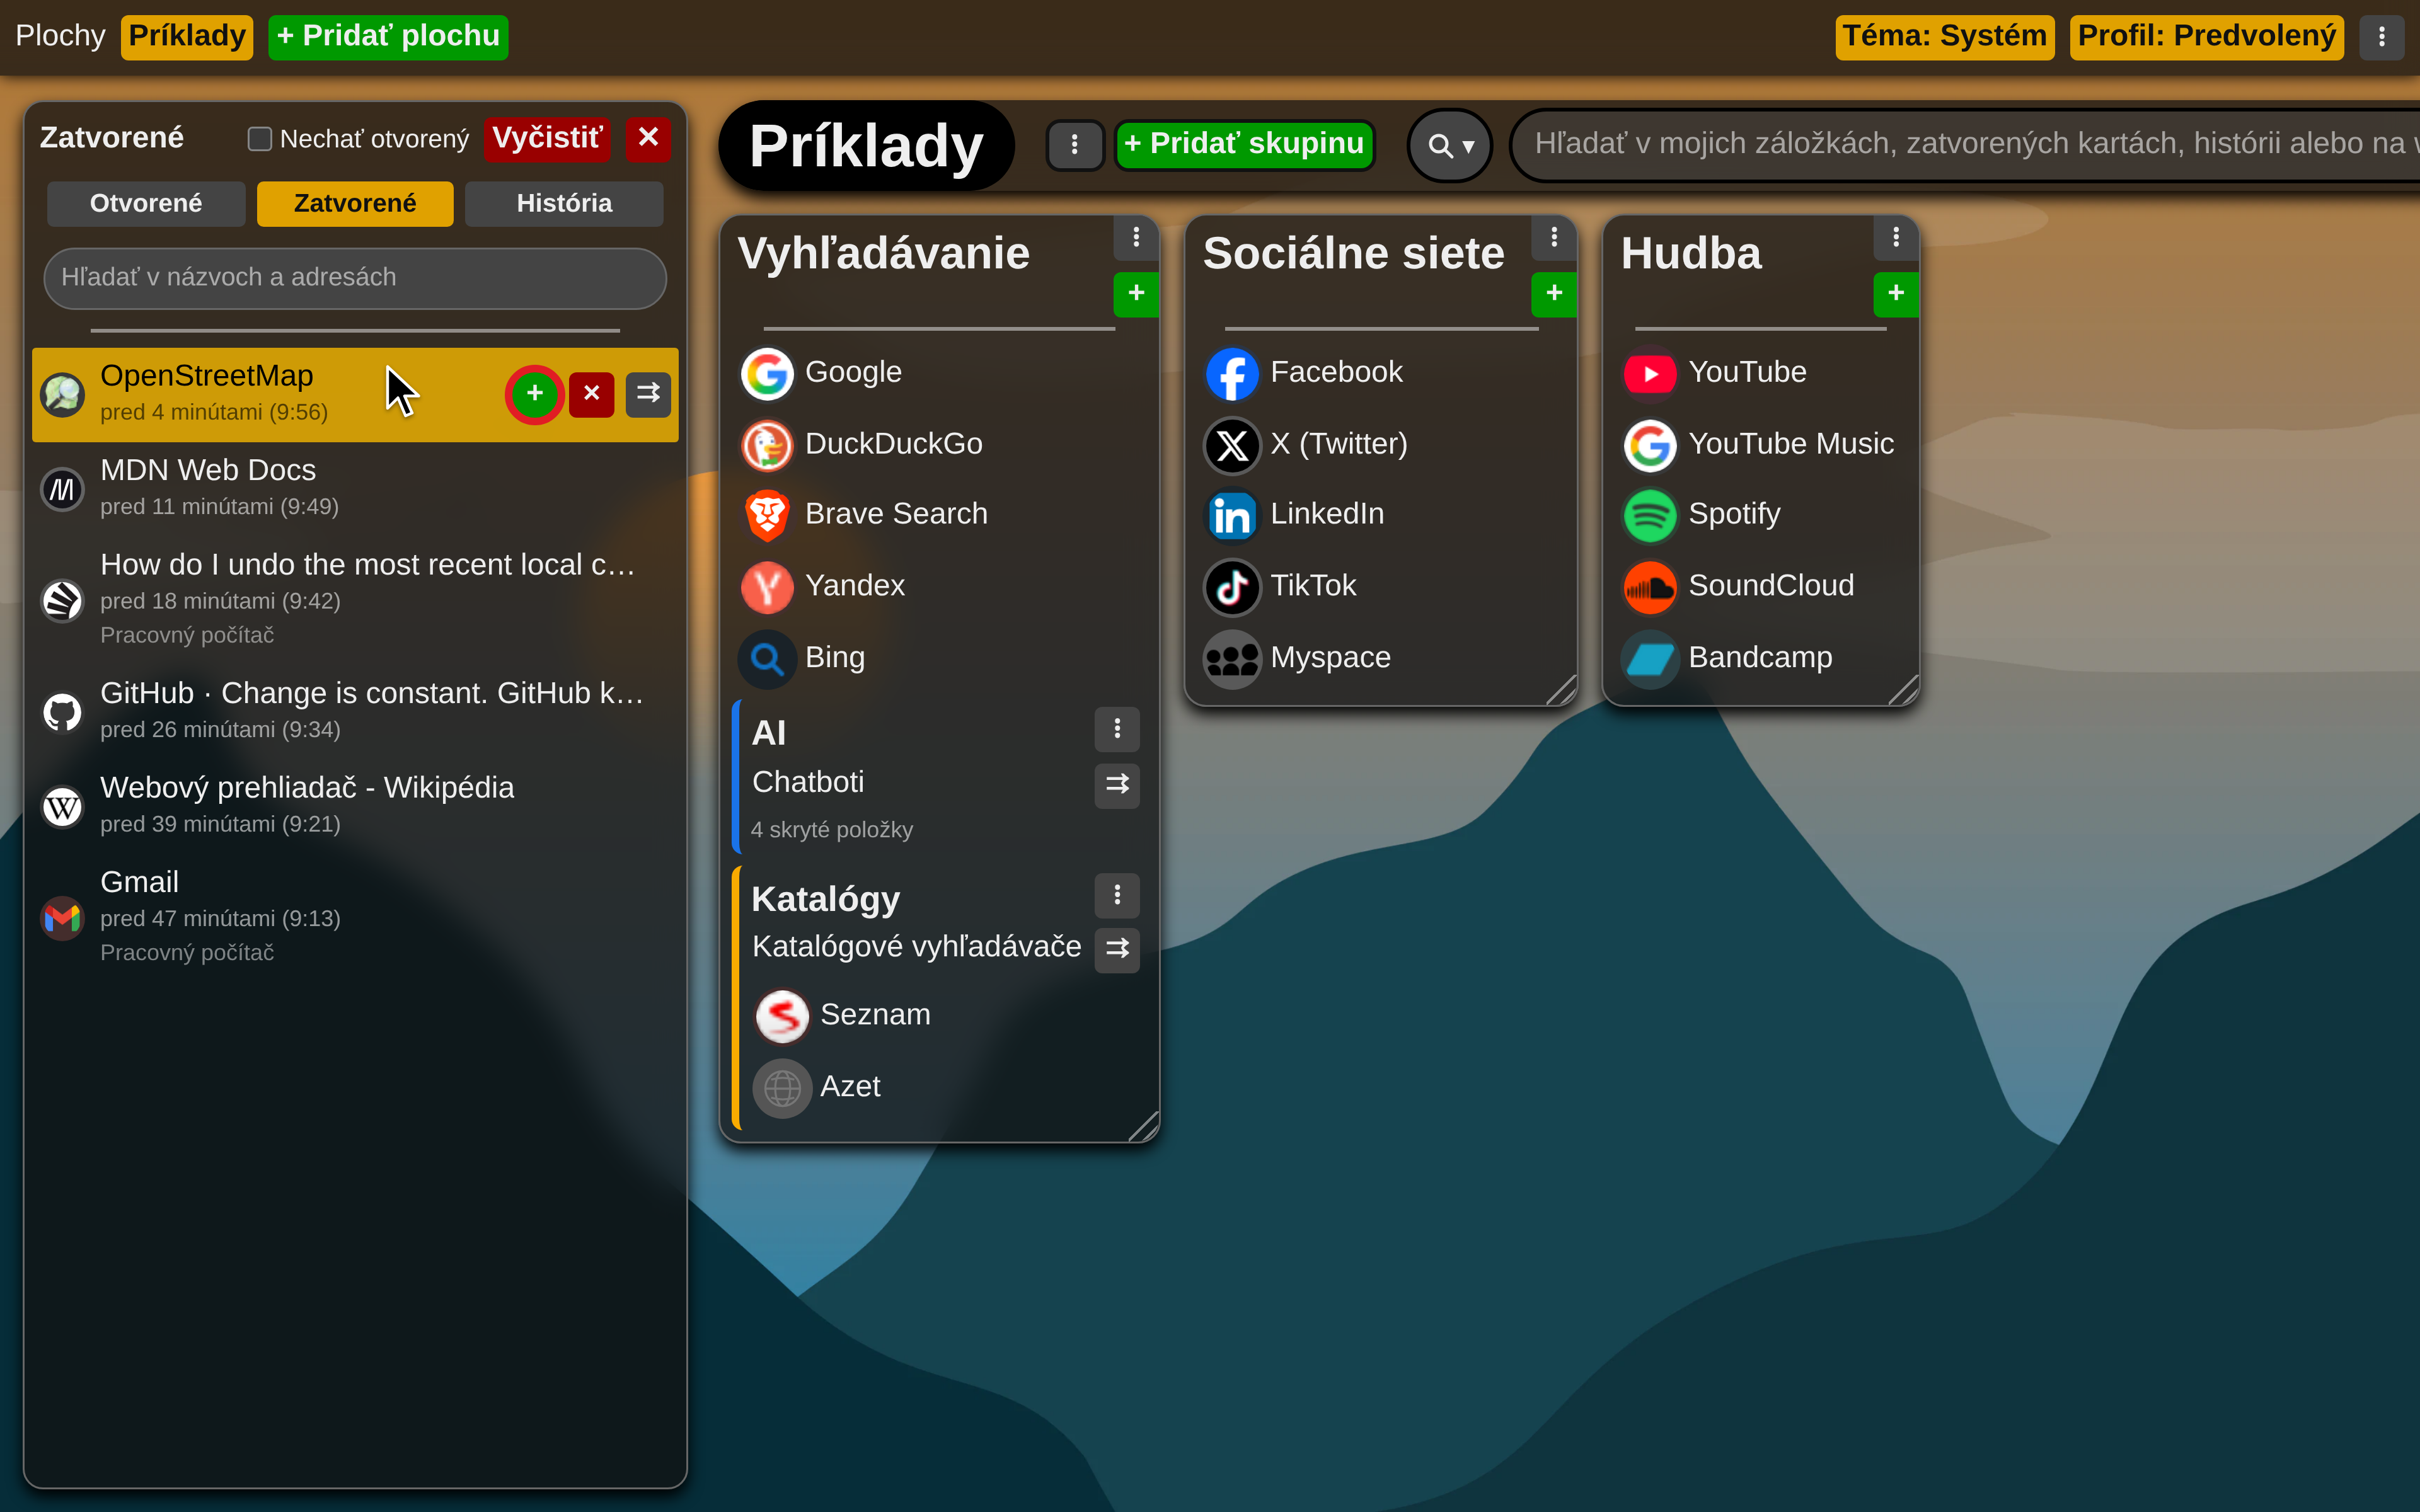 Plochy Príklady + Pridať plochu Téma: Systém Profil: Predvolený
Zatvorené Nechať otvorený Vyčistiť
Otvorené Zatvorené História
Hľadať v názvoch a adresách
OpenStreetMap
pred 4 minútami (9:56)
MDN Web Docs
pred 11 minútami (9:49)
How do I undo the most recent local c…
pred 18 minútami (9:42)
Pracovný počítač
GitHub · Change is constant. GitHub k…
pred 26 minútami (9:34)
Webový prehliadač - Wikipédia
pred 39 minútami (9:21)
Gmail
pred 47 minútami (9:13)
Pracovný počítač
Príklady + Pridať skupinu Hľadať v mojich záložkách, zatvorených kartách, histórii alebo na
Vyhľadávanie
Google
DuckDuckGo
Brave Search
Yandex
Bing
AI
Chatboti
4 skryté položky
Katalógy
Katalógové vyhľadávače
Seznam
Azet
Sociálne siete
Facebook
X (Twitter)
LinkedIn
TikTok
Myspace
Hudba
YouTube
YouTube Music
Spotify
SoundCloud
Bandcamp